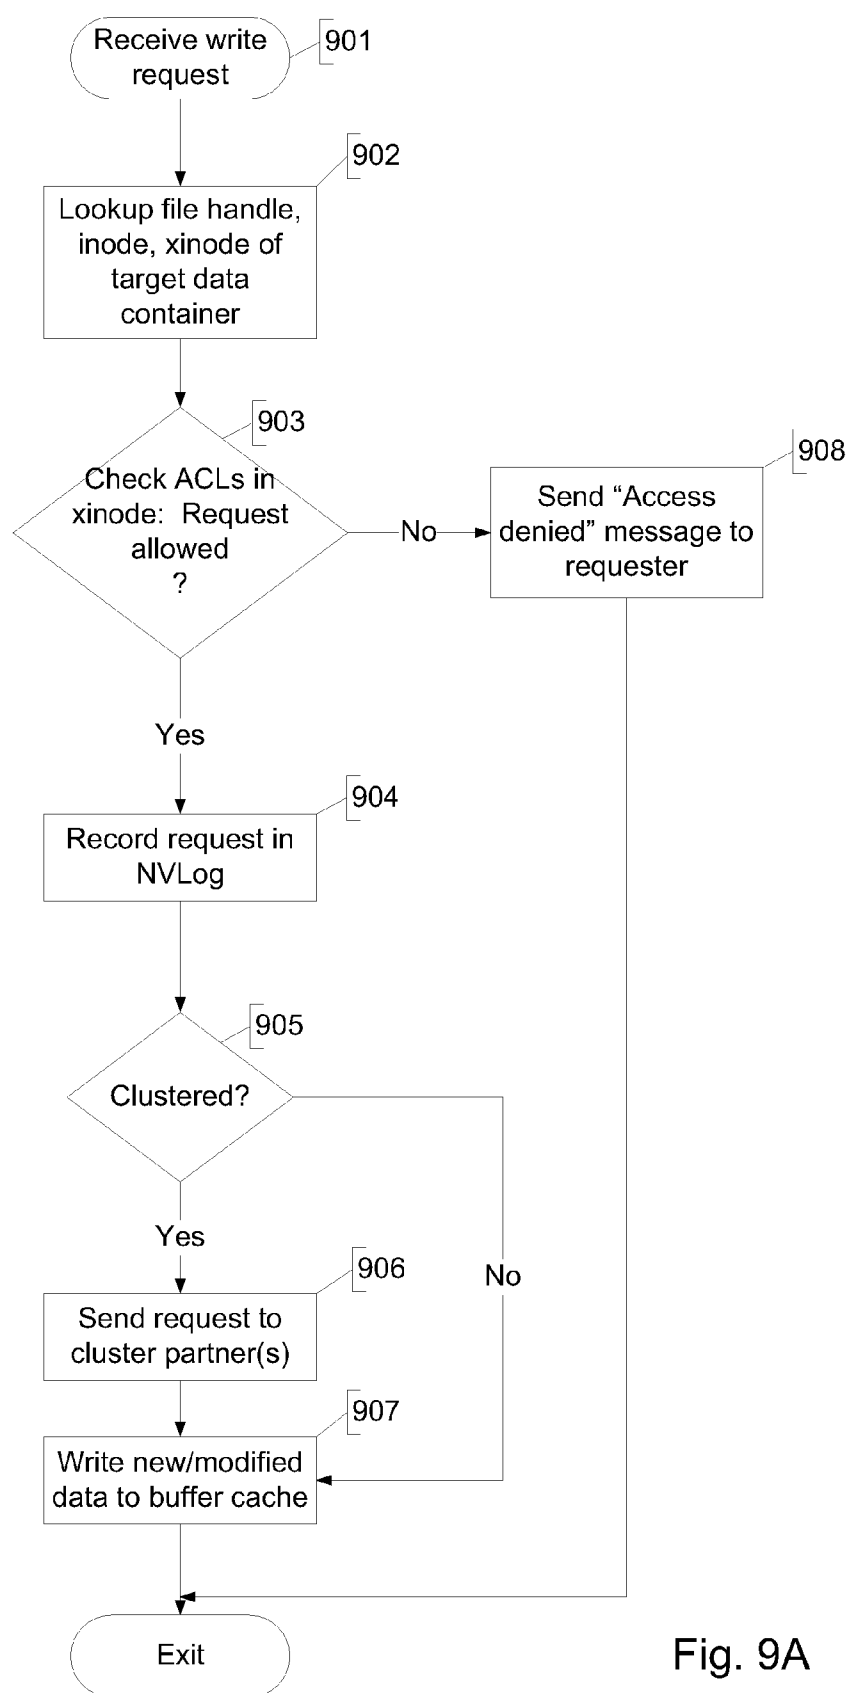 Receive write
request
901
902
Lookup file handle,
inode, xinode of
target data
container
903
Check ACLs in
xinode: Request
allowed
?
No
908
Send “Access
denied” message to
requester
Yes
904
Record request in
NVLog
905
Clustered?
Yes
No
906
Send request to
cluster partner(s)
907
Write new/modified
data to buffer cache
Exit
Fig. 9A